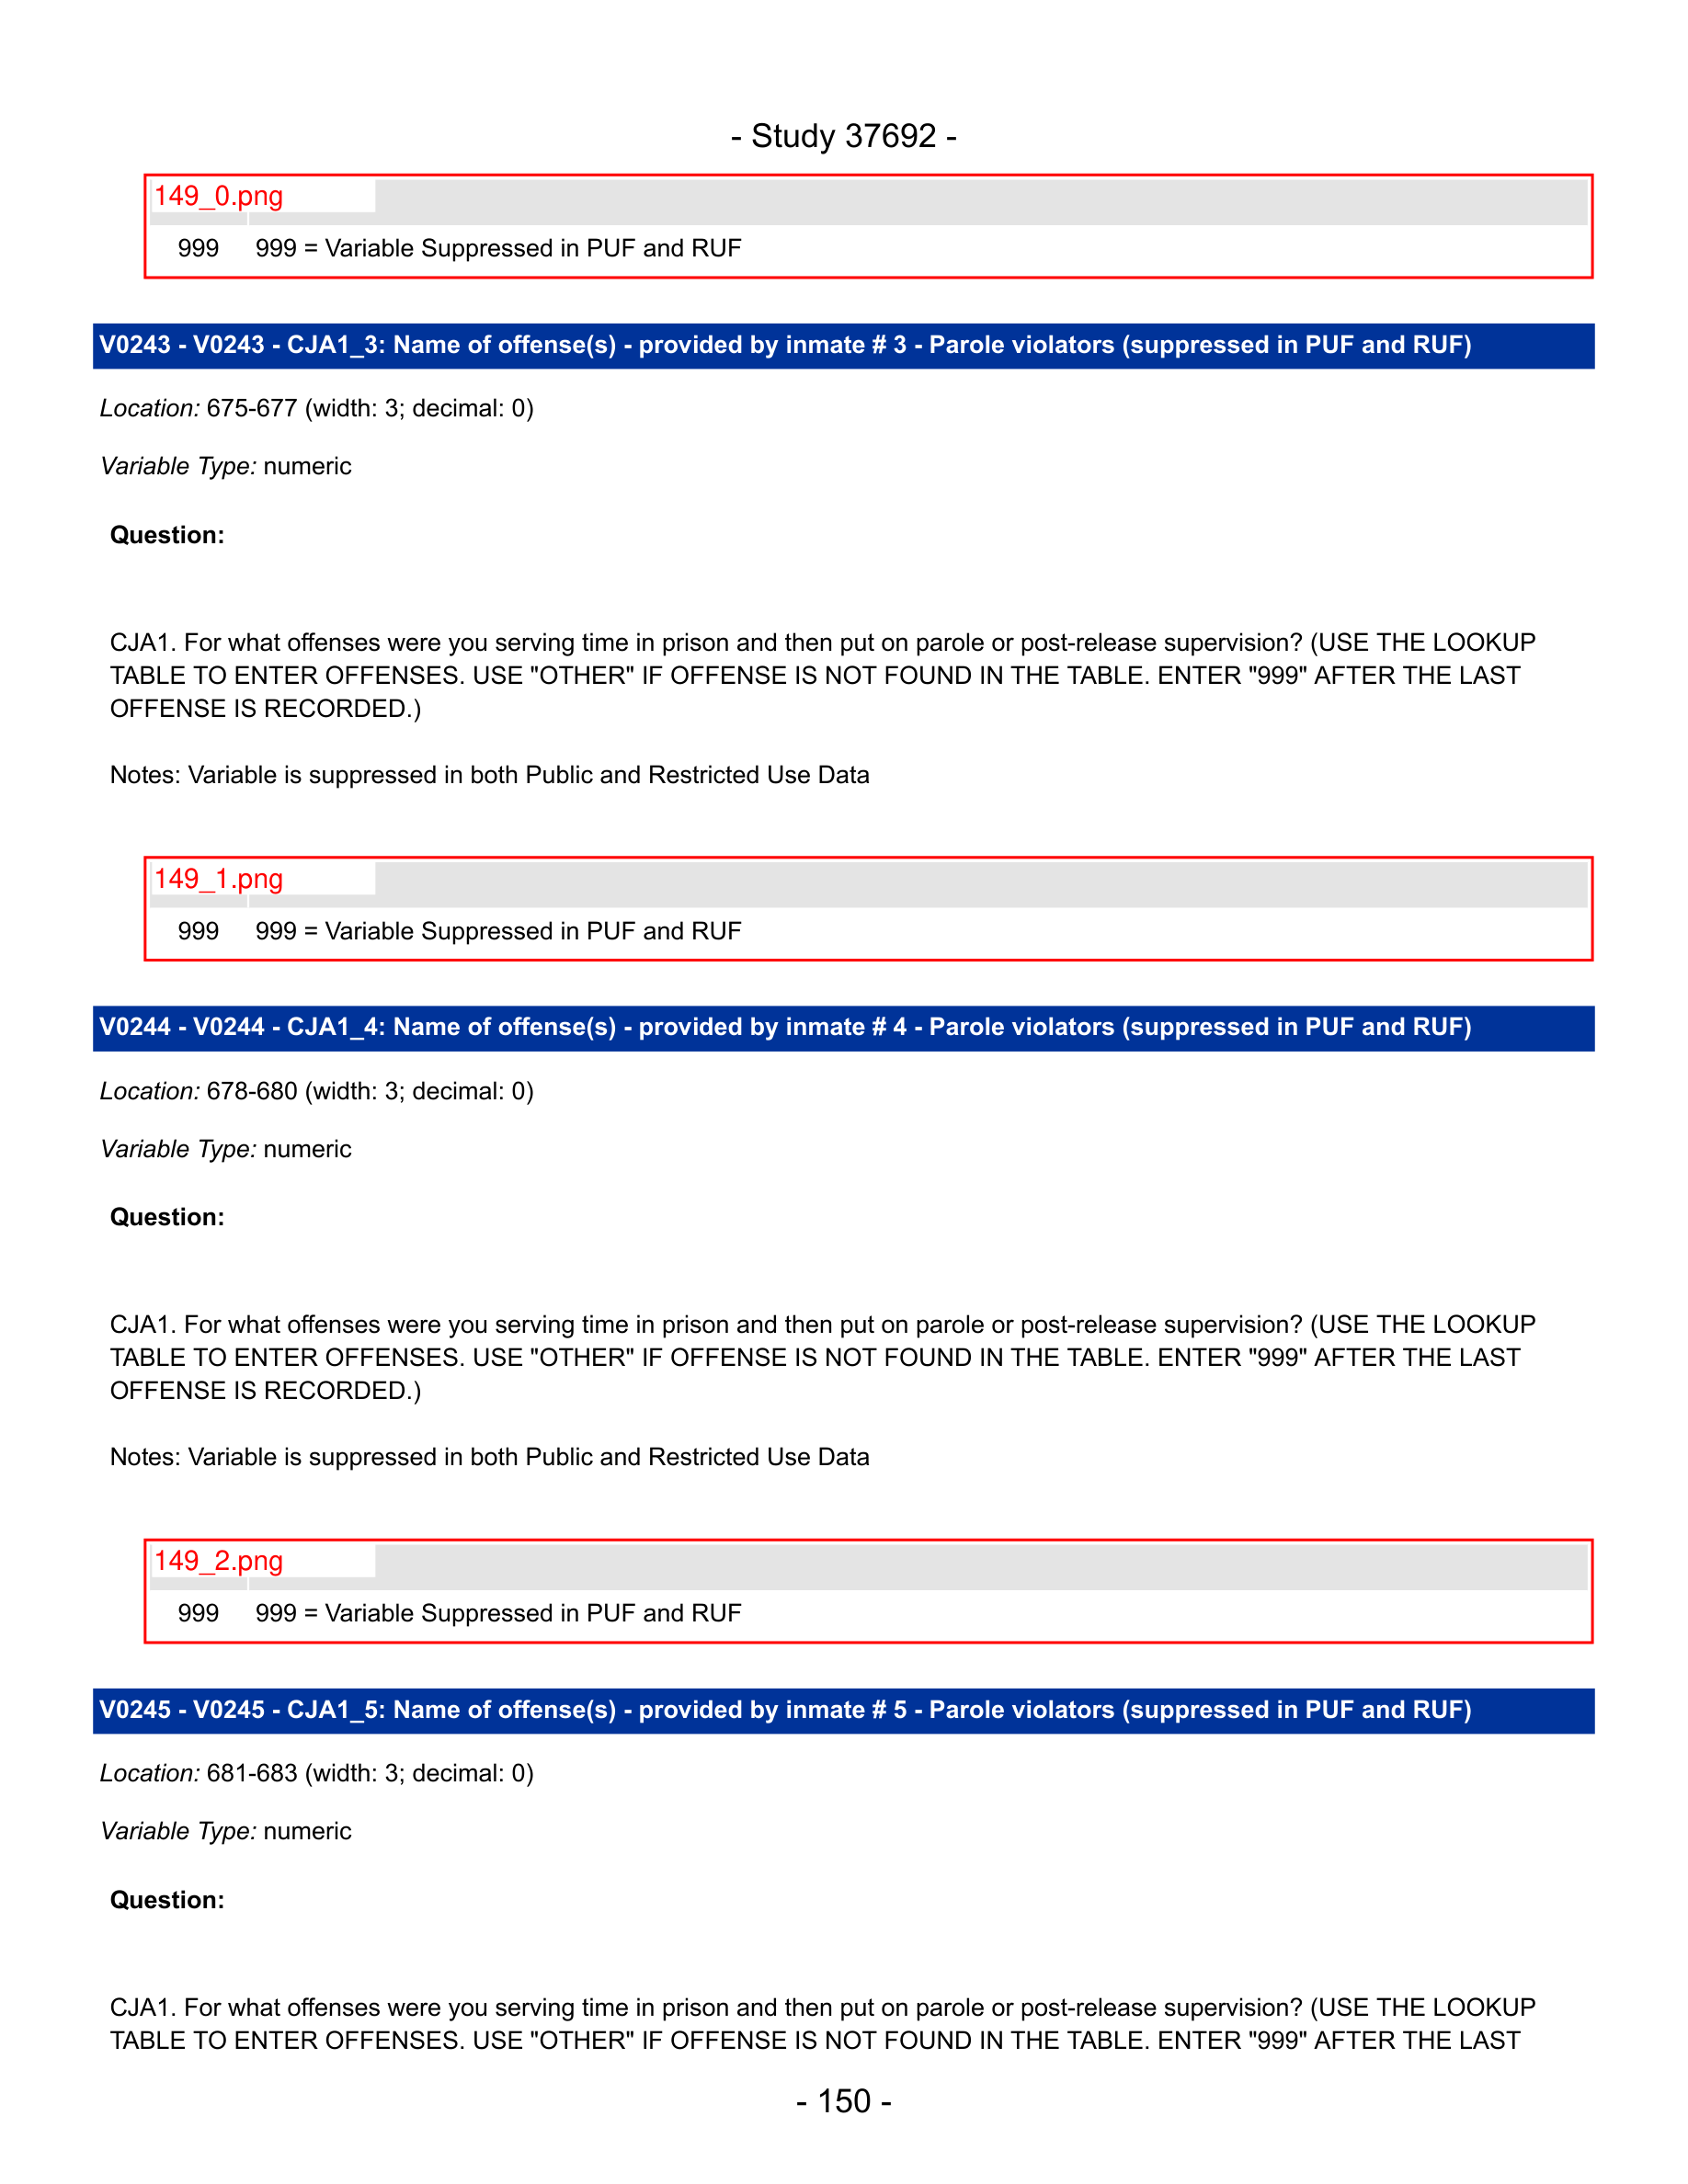 - Study 37692 -
149_0.png
999 999 = Variable Suppressed in PUF and RUF
V0243 - V0243 - CJA1_3: Name of offense(s) - provided by inmate # 3 - Parole violators (suppressed in PUF and RUF)
Location: 675-677 (width: 3; decimal: 0)
Variable Type: numeric
Question:
CJA1. For what offenses were you serving time in prison and then put on parole or post-release supervision? (USE THE LOOKUP
TABLE TO ENTER OFFENSES. USE "OTHER" IF OFFENSE IS NOT FOUND IN THE TABLE. ENTER "999" AFTER THE LAST
OFFENSE IS RECORDED.)
Notes: Variable is suppressed in both Public and Restricted Use Data
149_1.png
999 999 = Variable Suppressed in PUF and RUF
V0244 - V0244 - CJA1_4: Name of offense(s) - provided by inmate # 4 - Parole violators (suppressed in PUF and RUF)
Location: 678-680 (width: 3; decimal: 0)
Variable Type: numeric
Question:
CJA1. For what offenses were you serving time in prison and then put on parole or post-release supervision? (USE THE LOOKUP
TABLE TO ENTER OFFENSES. USE "OTHER" IF OFFENSE IS NOT FOUND IN THE TABLE. ENTER "999" AFTER THE LAST
OFFENSE IS RECORDED.)
Notes: Variable is suppressed in both Public and Restricted Use Data
149_2.png
999 999 = Variable Suppressed in PUF and RUF
V0245 - V0245 - CJA1_5: Name of offense(s) - provided by inmate # 5 - Parole violators (suppressed in PUF and RUF)
Location: 681-683 (width: 3; decimal: 0)
Variable Type: numeric
Question:
CJA1. For what offenses were you serving time in prison and then put on parole or post-release supervision? (USE THE LOOKUP
TABLE TO ENTER OFFENSES. USE "OTHER" IF OFFENSE IS NOT FOUND IN THE TABLE. ENTER "999" AFTER THE LAST
- 150 -